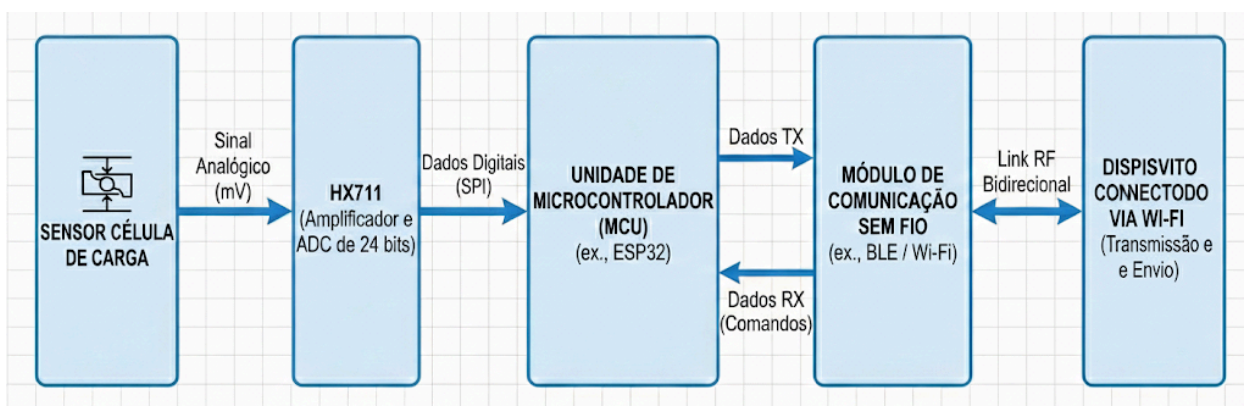 SENSOR CÉLULA
DE CARGA
Sinal
Analógico
(mV)
HX711
(Amplificador e
ADC de 24 bits)
Dados Digitais
(SPI)
UNIDADE DE
MICROCONTROLADOR
(MCU)
(ex., ESP32)
Dados TX
Dados RX
(Comandos)
MÓDULO DE
COMUNICAÇÃO
SEM FIO
(ex., BLE / Wi-Fi)
Link RF
Bidirecional
DISPISVITO
CONNECTODO
VIA WI-FI
(Transmissão e
e Envio)